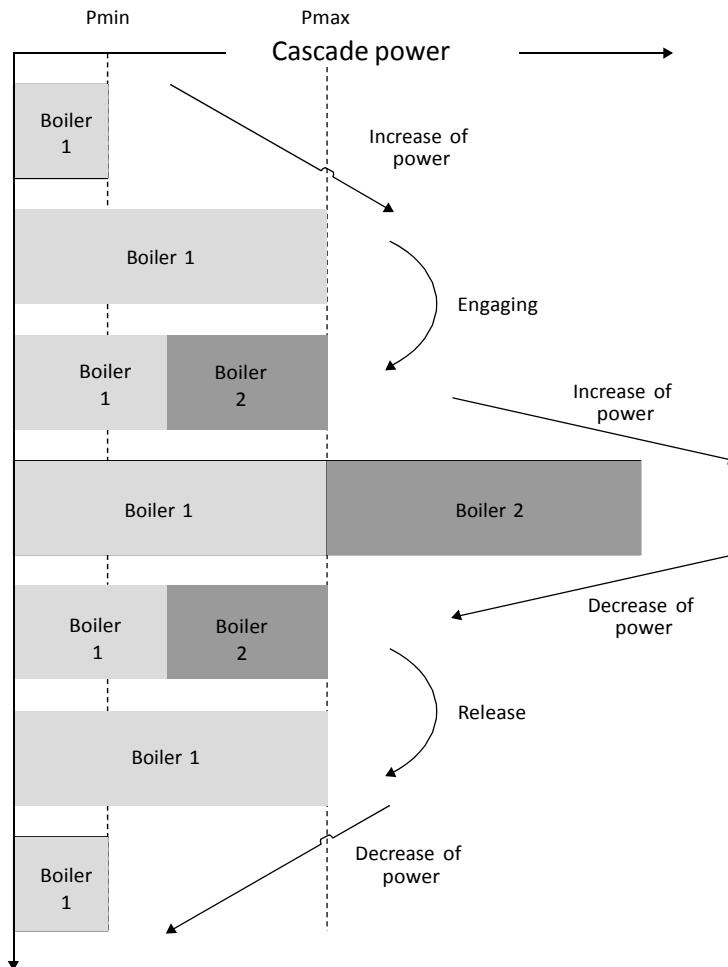 Pmin
Pmax
Cascade power
Boiler
1
Increase of
power
Boiler 1
Engaging
Boiler
1
Boiler
2
Increase of
power
Boiler 1
Boiler 2
Boiler
1
Boiler
2
Decrease of
power
Release
Boiler 1
Decrease of
power
Boiler
1